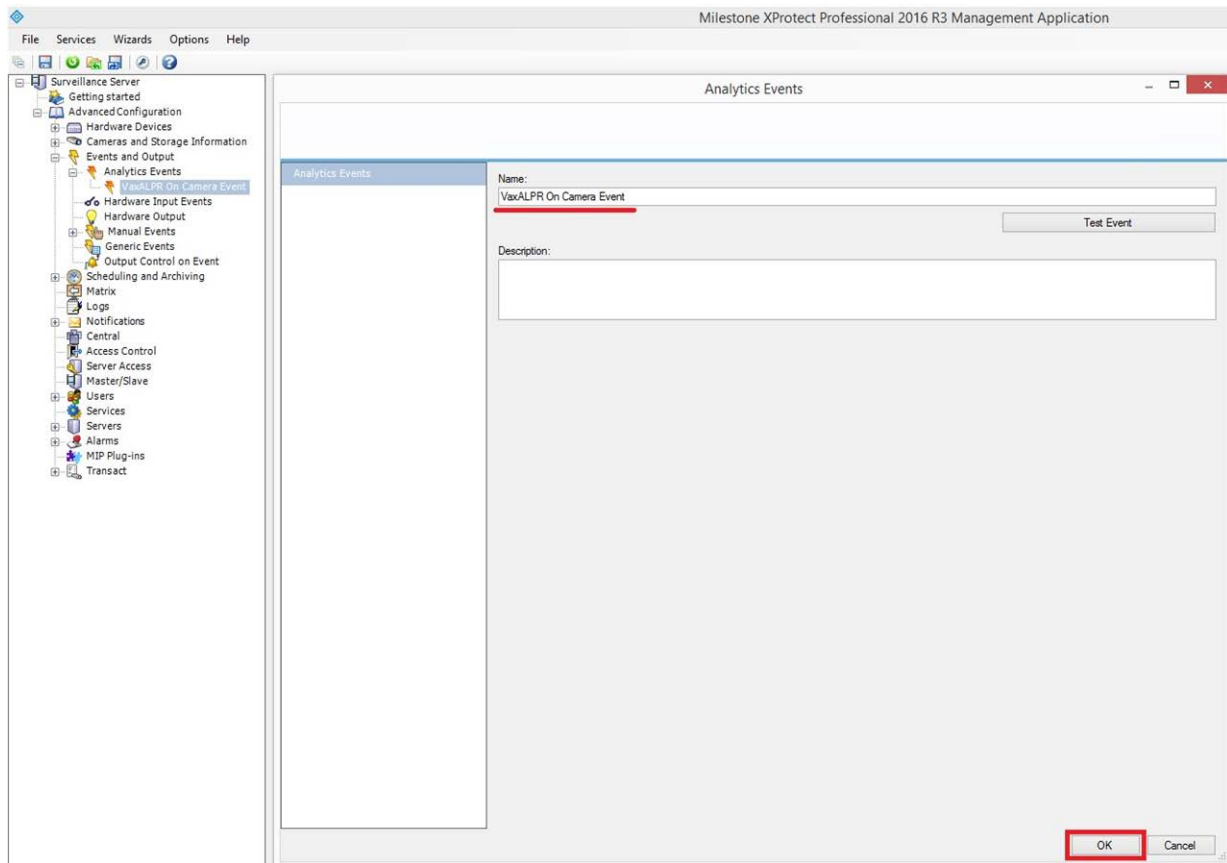 Milestone XProtect Professional 2016 R3 Management Application
File Services Wizards Options Help
Surveillance Server
Getting started
Advanced Configuration
Hardware Devices
Cameras and Storage Information
Events and Output
Analytics Events
VaxALPR On Camera Event
Hardware Input Events
Hardware Output
Manual Events
Generic Events
Output Control on Event
Scheduling and Archiving
Matrix
Logs
Notifications
Central
Access Control
Server Access
Master/Slave
Users
Services
Servers
Alarms
MIP Plug-ins
Transact
Analytics Events
Analytics Events
Name:
VaxALPR On Camera Event
Test Event
Description:
OK Cancel